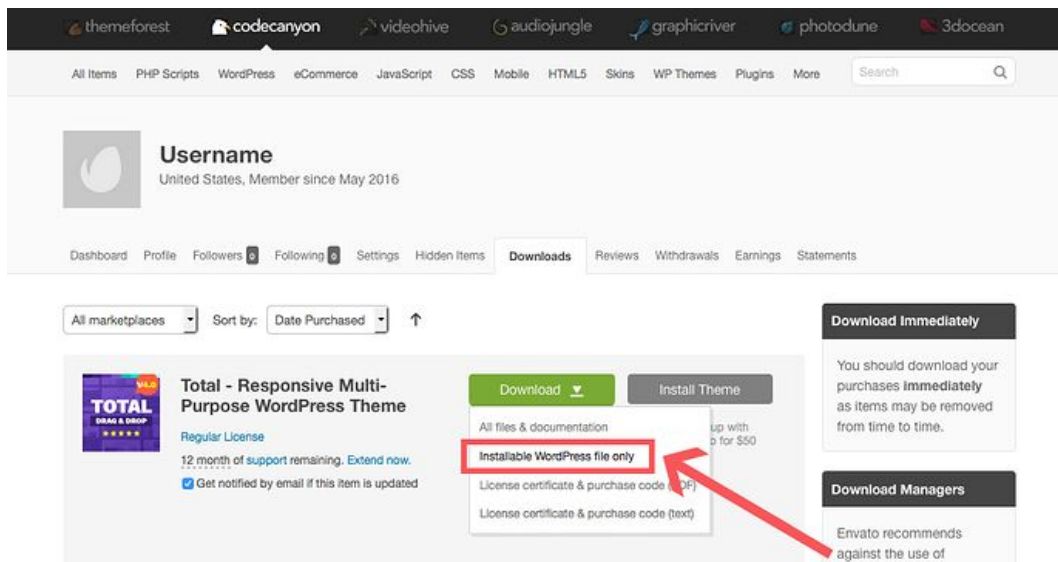 themeforest codecanyon videohive audiojungle graphicriver photodune 3docean
All Items PHP Scripts WordPress eCommerce JavaScript CSS Mobile HTML5 Skins WP Themes Plugins More Search
Username
United States, Member since May 2016
Dashboard Profile Followers 0 Following 0 Settings Hidden Items Downloads Reviews Withdrawals Earnings Statements
All marketplaces Sort by: Date Purchased
Total - Responsive Multi-
Purpose WordPress Theme
Regular License
12 month of support remaining. Extend now.
Get notified by email if this item is updated
V4.0
TOTAL
DRAG & DROP
Download Install Theme
All files & documentation
Installable WordPress file only
License certificate & purchase code
License certificate & purchase code (text)
up with
for $50
Download Immediately
You should download your
purchases immediately
as items may be removed
from time to time.
Download Managers
Envato recommends
against the use of